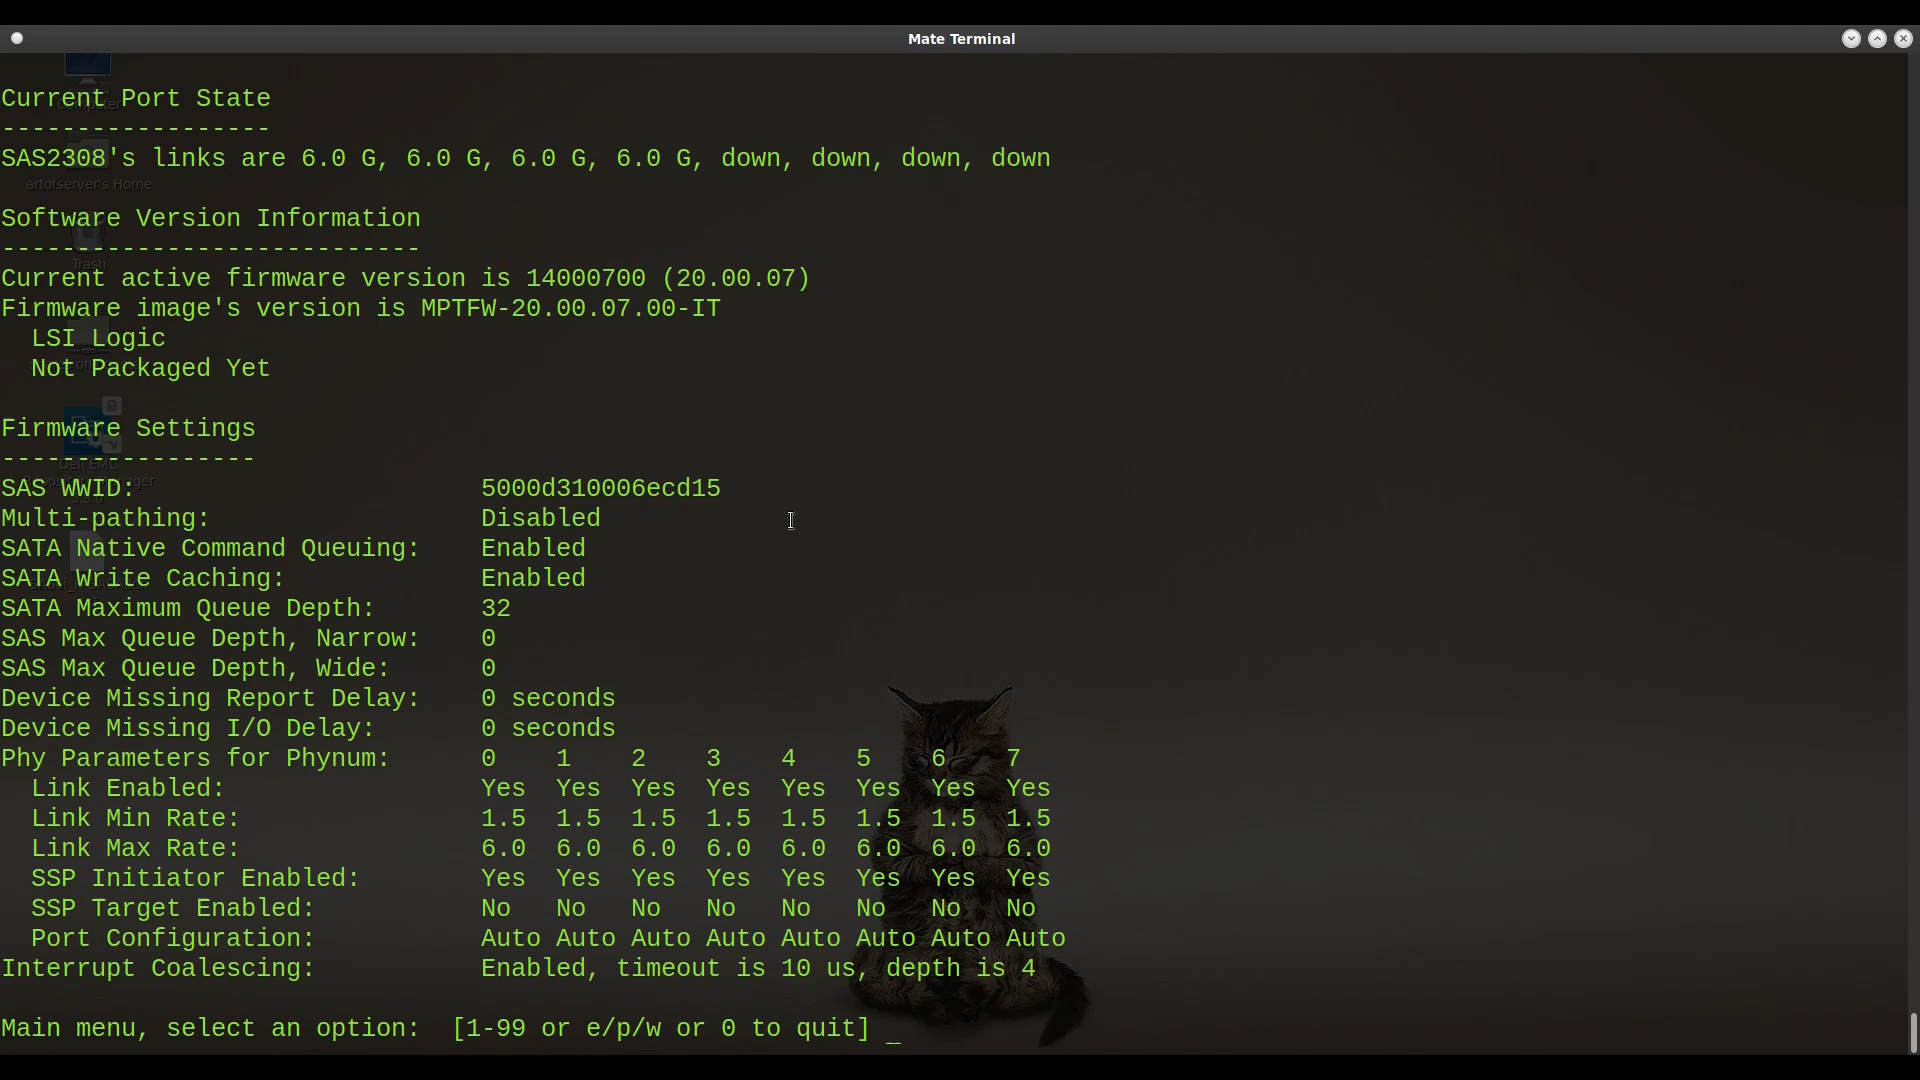 Mate Terminal
Current Port State
------------------
SAS2308's links are 6.0 G, 6.0 G, 6.0 G, 6.0 G, down, down, down, down
artofserver's Home
Software Version Information
----------------------------
Trash
Current active firmware version is 14000700 (20.00.07)
Firmware image's version is MPTFW-20.00.07.00-IT
LSI Logic
Not Packaged Yet
Firmware Settings
-----------------
Dell EMC
SAS WWID: 5000d310006ecd15
Multi-pathing: Disabled
SATA Native Command Queuing: Enabled
SATA Write Caching: Enabled
SATA Maximum Queue Depth: 32
SAS Max Queue Depth, Narrow: 0
SAS Max Queue Depth, Wide: 0
Device Missing Report Delay: 0 seconds
Device Missing I/O Delay: 0 seconds
Phy Parameters for Phynum: 0 1 2 3 4 5 6 7
Link Enabled: Yes Yes Yes Yes Yes Yes Yes Yes
Link Min Rate: 1.5 1.5 1.5 1.5 1.5 1.5 1.5 1.5
Link Max Rate: 6.0 6.0 6.0 6.0 6.0 6.0 6.0 6.0
SSP Initiator Enabled: Yes Yes Yes Yes Yes Yes Yes Yes
SSP Target Enabled: No No No No No No No No
Port Configuration: Auto Auto Auto Auto Auto Auto Auto Auto
Interrupt Coalescing: Enabled, timeout is 10 us, depth is 4
Main menu, select an option: [1-99 or e/p/w or 0 to quit] _